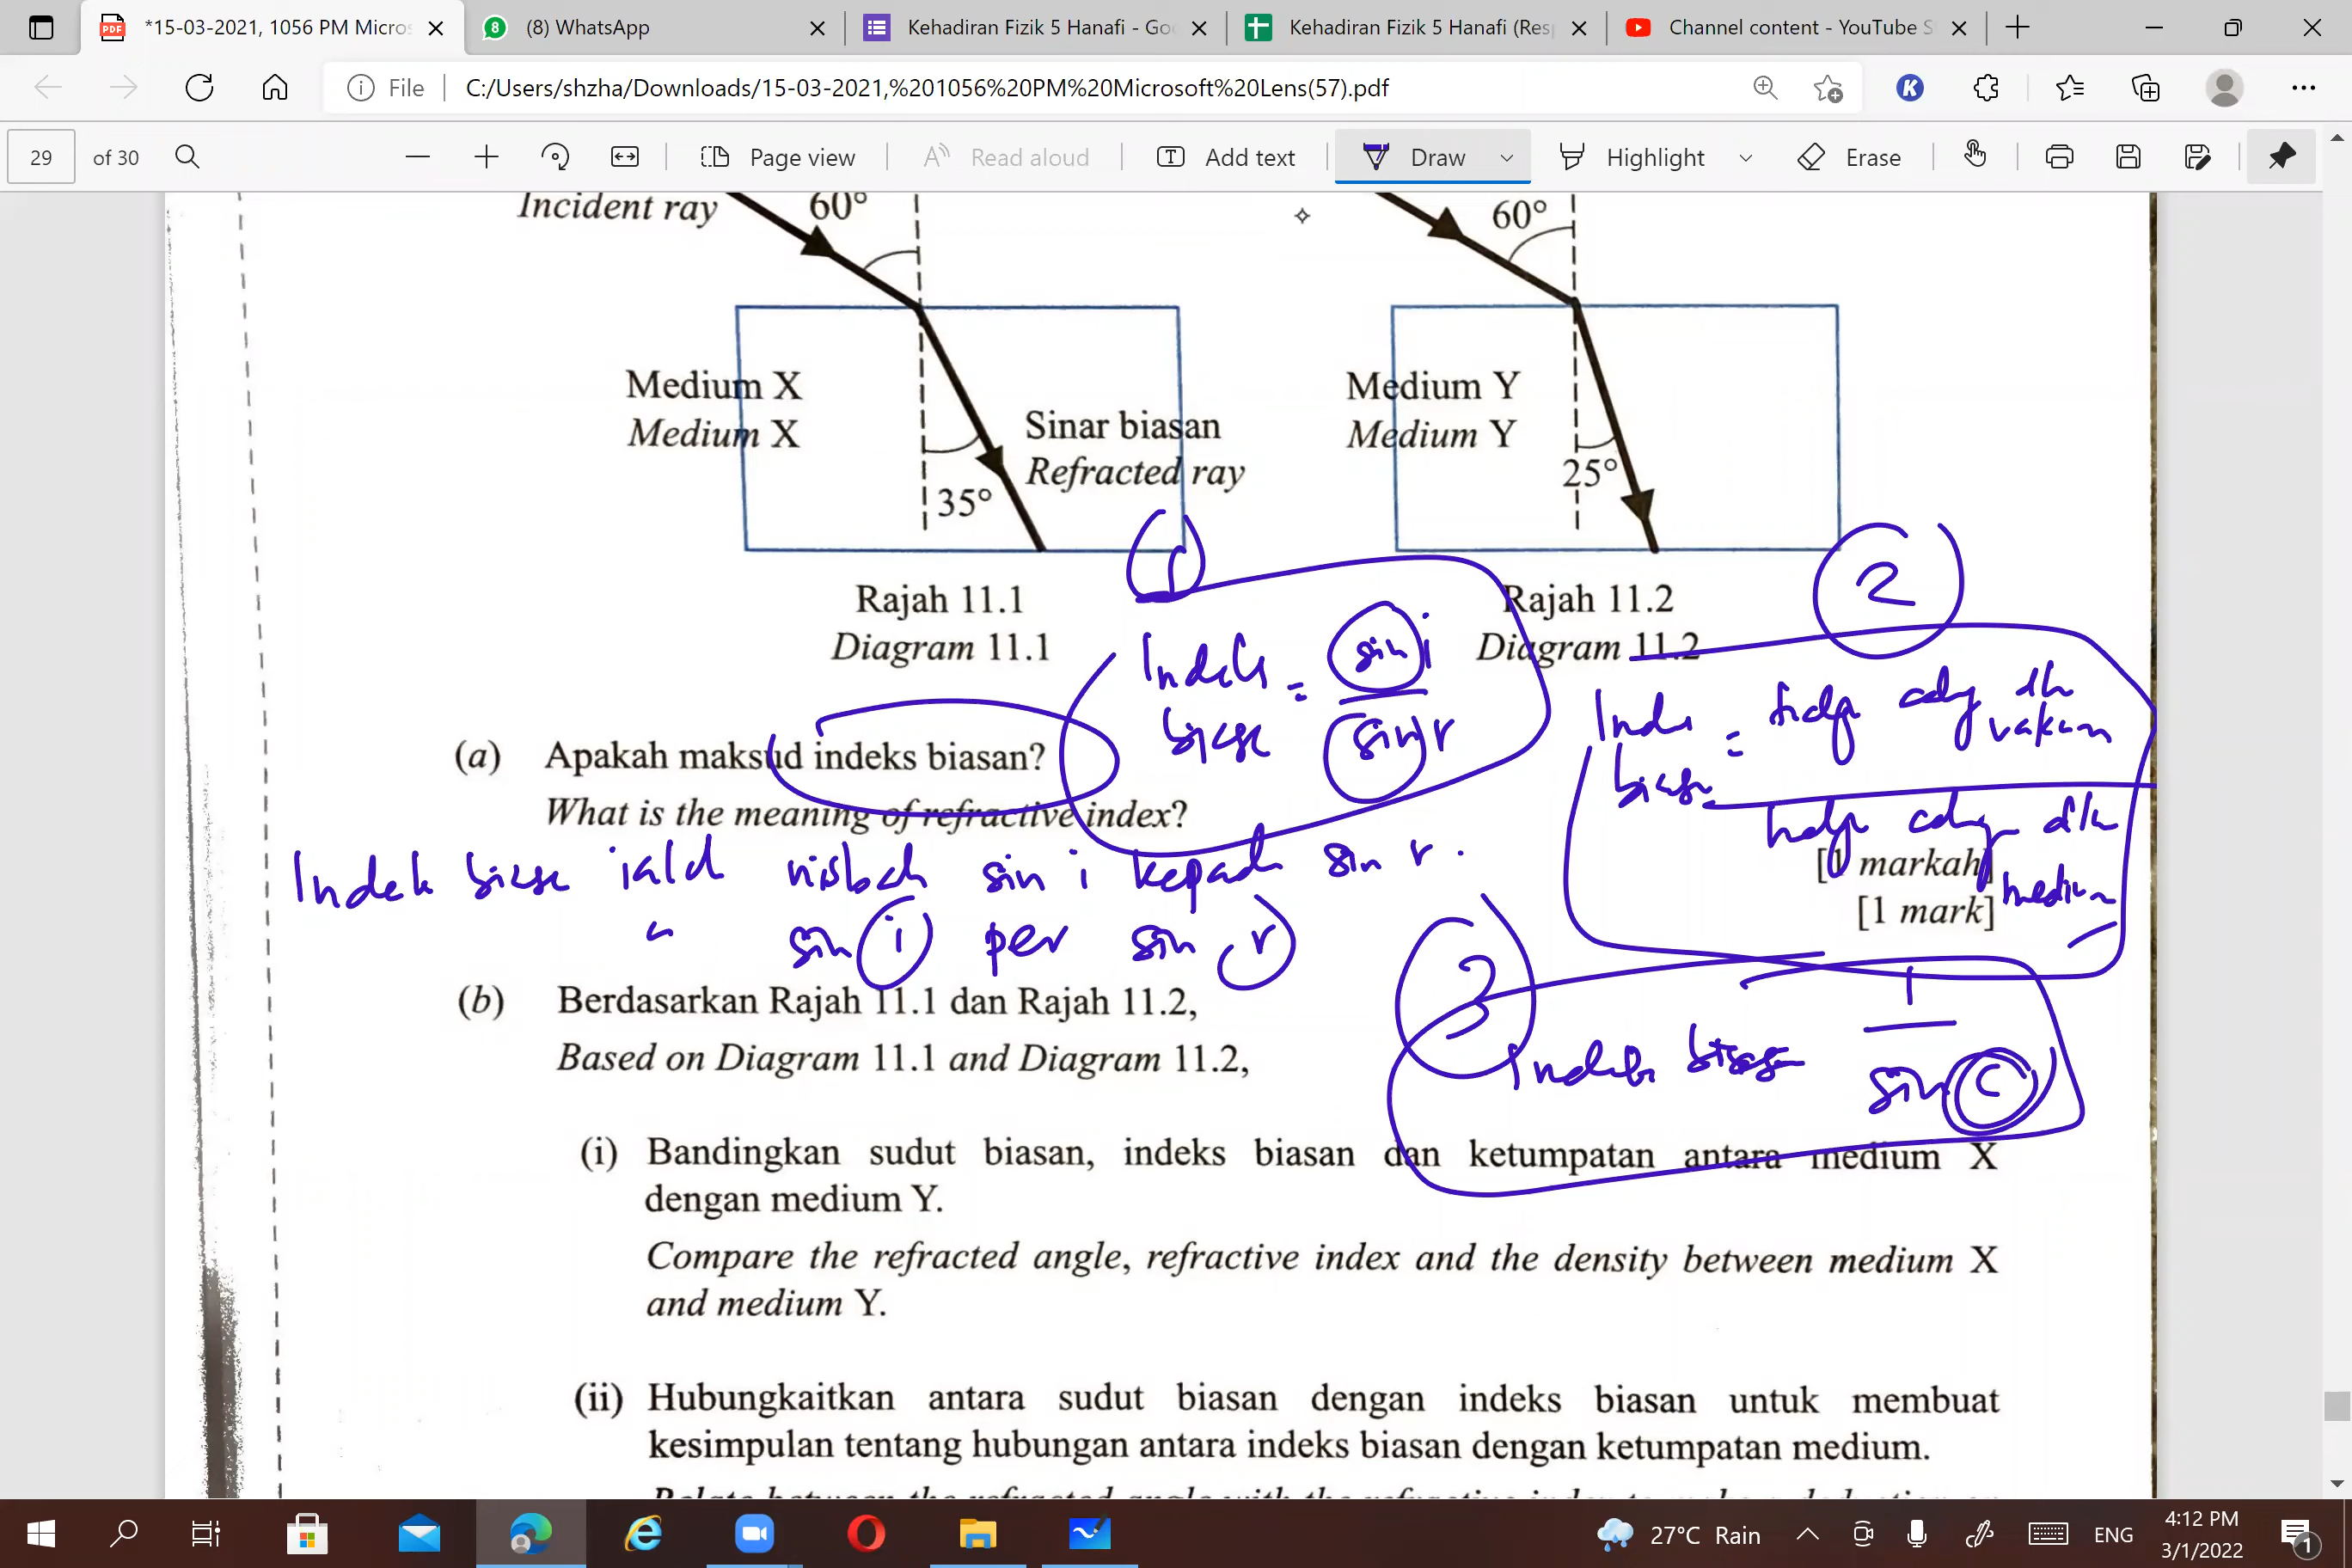 *15-03-2021, 1056 PM Micros
(8) WhatsApp
Kehadiran Fizik 5 Hanafi - Go
Kehadiran Fizik 5 Hanafi (Res
Channel content - YouTube S
File
C:/Users/shzha/Downloads/15-03-2021,%201056%20PM%20Microsoft%20Lens(57).pdf
29 of 30
Page view
Read aloud
Add text
Draw
Highlight
Erase
Incident ray 60° 60°
Medium X
Medium X
Sinar biasan
Refracted ray
35°
Medium Y
Medium Y
25°
Rajah 11.1
Diagram 11.1
Rajah 11.2
Diagram 11.2
1
Indeks = sin i
sin r
2
vakum
medium
(a) Apakah maksud indeks biasan?
What is the meaning of refractive index?
[1 markah]
[1 mark]
nisbah sin i kepada sin r.
sin i per sin r
3
1
sin c
(b) Berdasarkan Rajah 11.1 dan Rajah 11.2,
Based on Diagram 11.1 and Diagram 11.2,
(i) Bandingkan sudut biasan, indeks biasan dan ketumpatan antara medium X
dengan medium Y.
Compare the refracted angle, refractive index and the density between medium X
and medium Y.
(ii) Hubungkaitkan antara sudut biasan dengan indeks biasan untuk membuat
kesimpulan tentang hubungan antara indeks biasan dengan ketumpatan medium.
27°C Rain
ENG
4:12 PM
3/1/2022